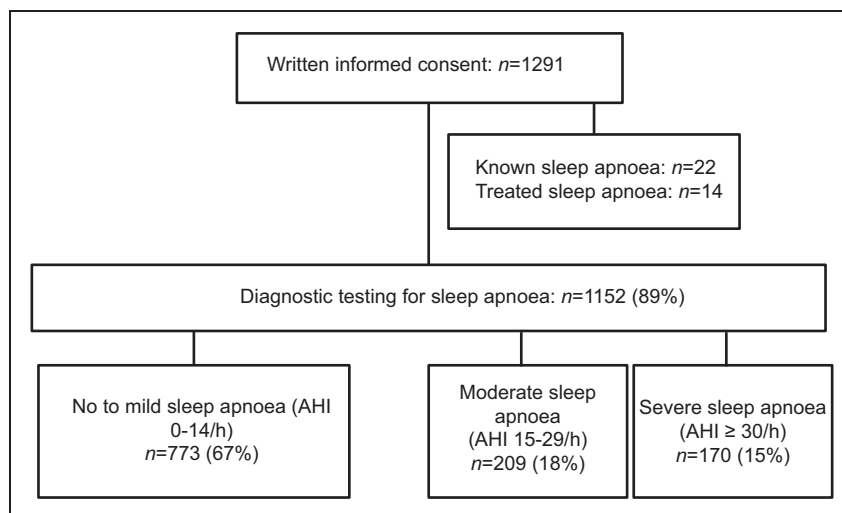 Written informed consent: n=1291
Known sleep apnoea: n=22
Treated sleep apnoea: n=14
Diagnostic testing for sleep apnoea: n=1152 (89%)
No to mild sleep apnoea (AHI
0-14/h)
n=773 (67%)
Moderate sleep
apnoea
(AHI 15-29/h)
n=209 (18%)
Severe sleep apnoea
(AHI ≥ 30/h)
n=170 (15%)